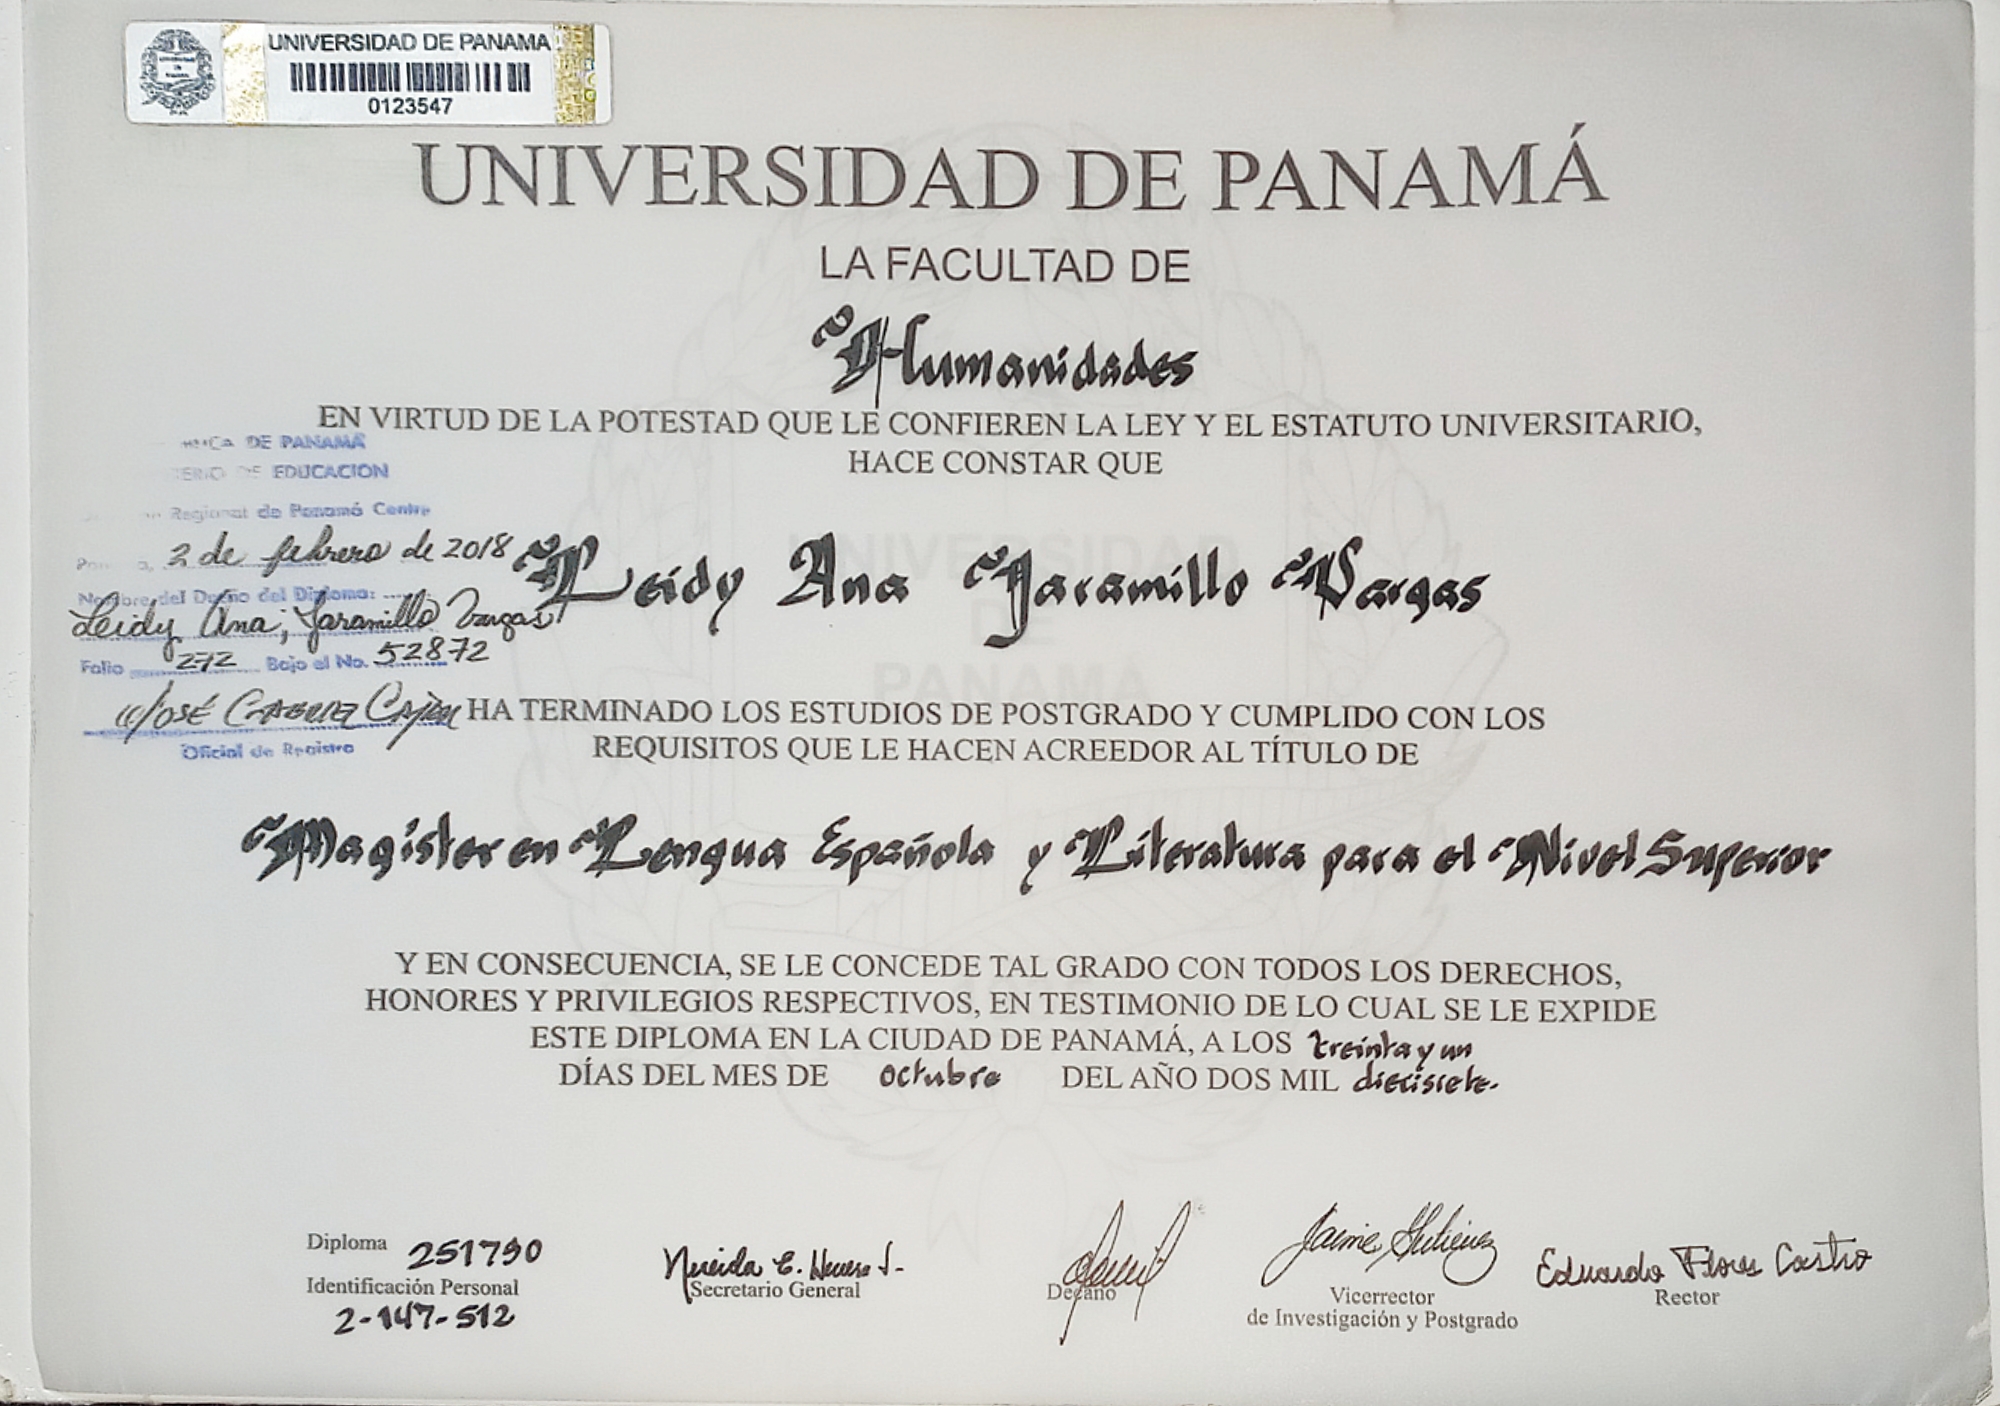 UNIVERSIDAD DE PANAMA
0123547
UNIVERSIDAD DE PANAMÁ
LA FACULTAD DE
Humanidades
EN VIRTUD DE LA POTESTAD QUE LE CONFIEREN LA LEY Y EL ESTATUTO UNIVERSITARIO,
HACE CONSTAR QUE
DE PANAMÁ
DE EDUCACION
Regional de Panamá Centro
2 de febrero de 2018
Nombre del Dueño del Diploma:
Leidy Ana, Jaramillo Vargas
Folio 272 Bajo el No. 52872
José Cajar
Oficial de Registro
Leidy Ana Jaramillo Vargas
UNIVERSIDAD
DE
PANAMÁ
HA TERMINADO LOS ESTUDIOS DE POSTGRADO Y CUMPLIDO CON LOS
REQUISITOS QUE LE HACEN ACREEDOR AL TÍTULO DE
Magister en Lengua Española y Literatura para el Nivel Superior
Y EN CONSECUENCIA, SE LE CONCEDE TAL GRADO CON TODOS LOS DERECHOS,
HONORES Y PRIVILEGIOS RESPECTIVOS, EN TESTIMONIO DE LO CUAL SE LE EXPIDE
ESTE DIPLOMA EN LA CIUDAD DE PANAMÁ, A LOS treinta y un
DÍAS DEL MES DE octubre DEL AÑO DOS MIL diecisiete.
Diploma 251790
Identificación Personal
2-147-512
Nereida E. Herrera J.
Secretario General
Decano
Jaime Gutiérrez
Vicerrector
de Investigación y Postgrado
Eduardo Flores Castro
Rector